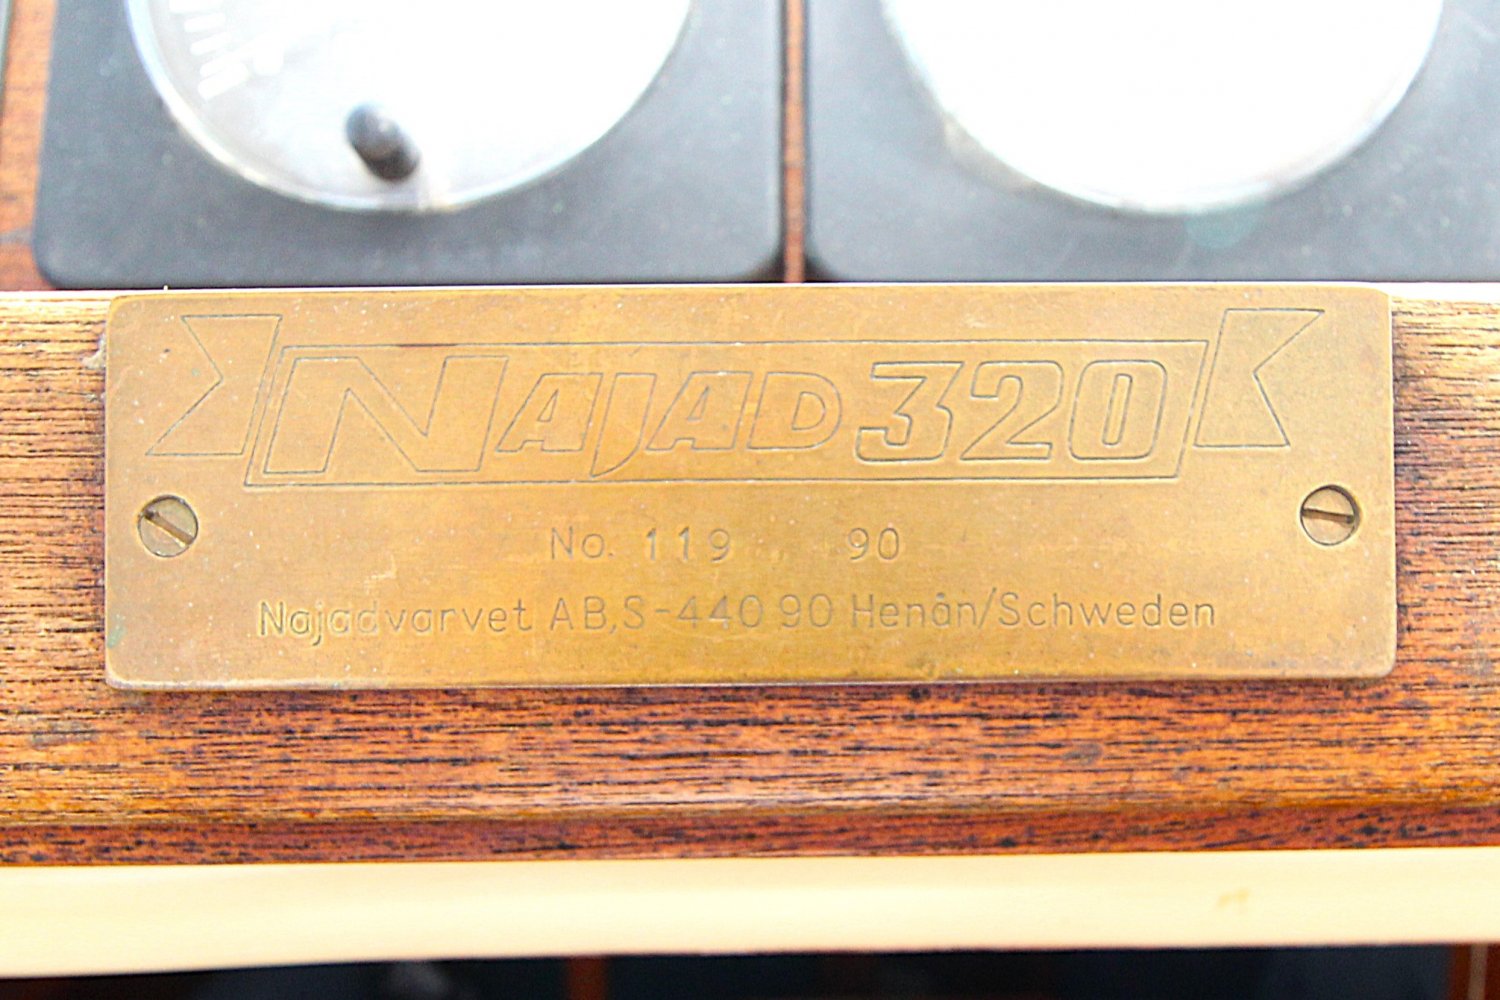 NAJAD 320
No. 119 90
Najadvarvet AB, S-440 90 Henån/Schweden